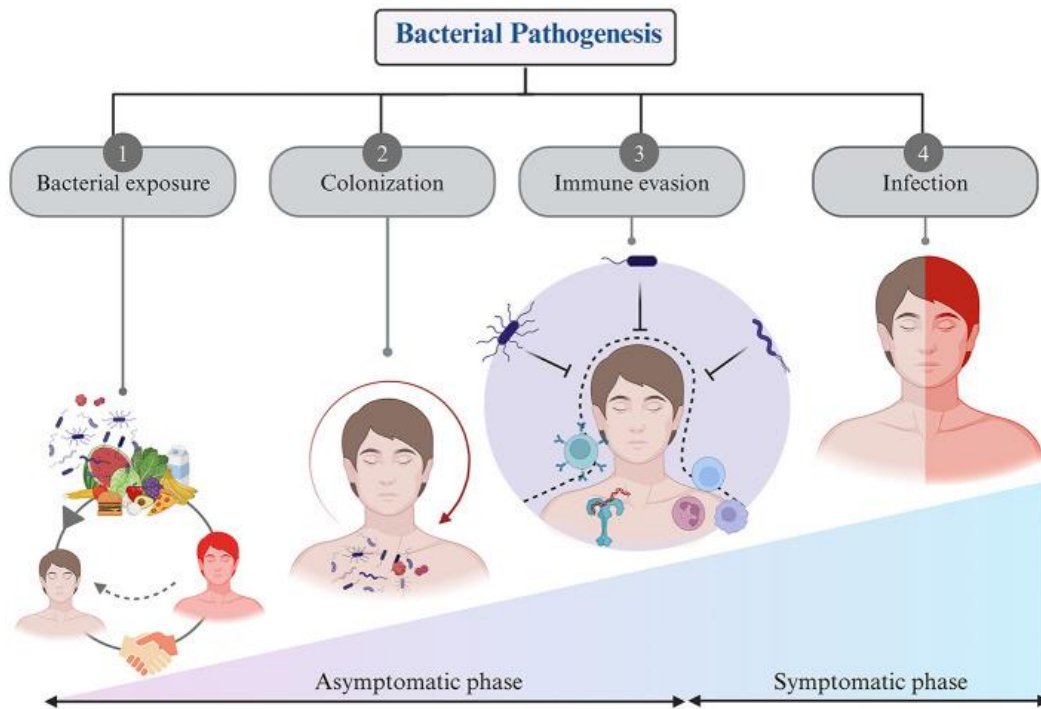 Bacterial Pathogenesis
1
Bacterial exposure
2
Colonization
3
Immune evasion
4
Infection
Asymptomatic phase
Symptomatic phase